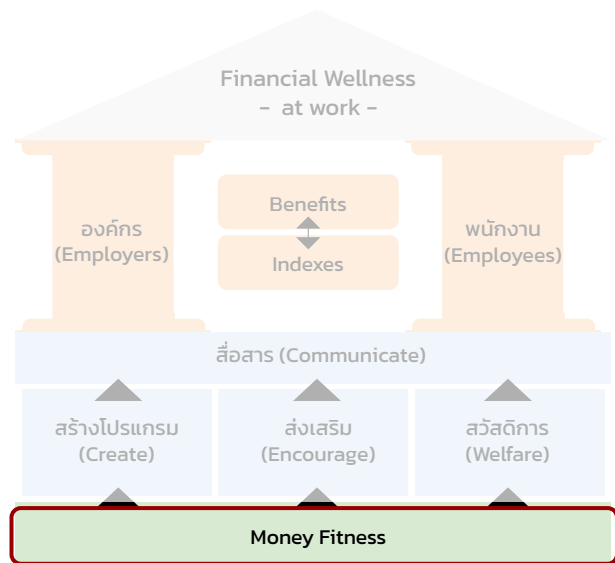 Financial Wellness
- at work -
องค์กร
(Employers)
Benefits
Indexes
พนักงาน
(Employees)
สื่อสาร (Communicate)
สร้างโปรแกรม
(Create)
ส่งเสริม
(Encourage)
สวัสดิการ
(Welfare)
Money Fitness